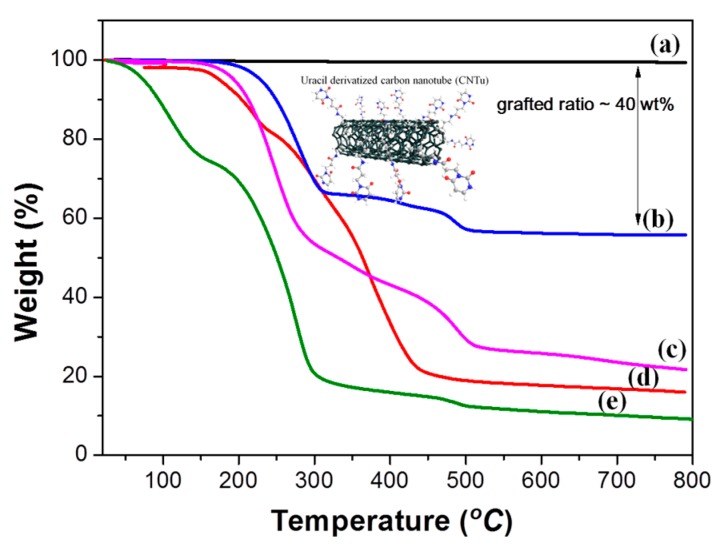 (a)
100
Uracil derivatized carbon nanotube (CNTu)
grafted ratio ~ 40 wt%
80
60
(b)
40
(c)
20
(d)
(e)
0
100 200 300 400 500 600 700 800
Weight (%)
Temperature (°C)